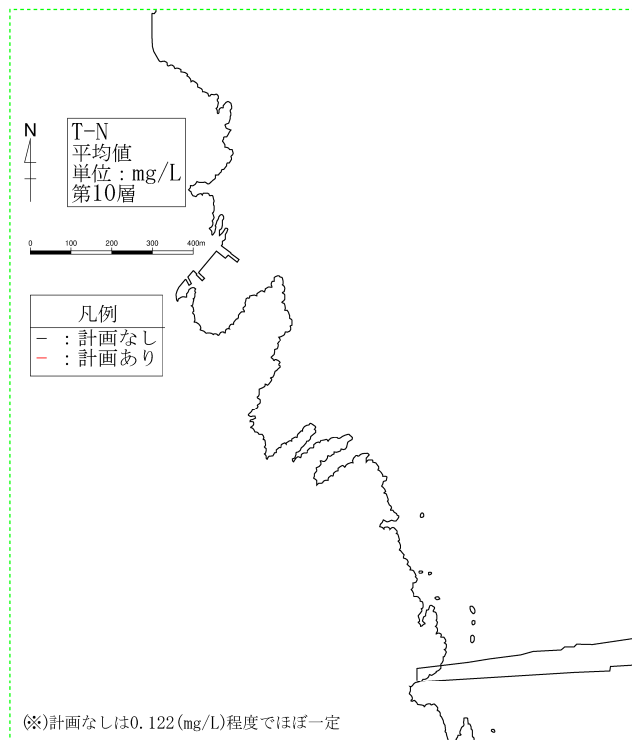 N
T-N
平均値
単位：mg/L
第10層
0 100 200 300 400m
凡例
－：計画なし
－：計画あり
(※)計画なしは0.122(mg/L)程度でほぼ一定